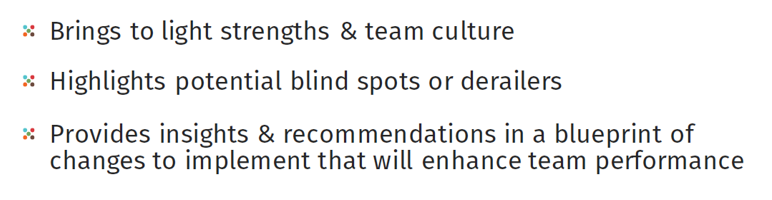 Brings to light strengths & team culture
Highlights potential blind spots or derailers
Provides insights & recommendations in a blueprint of
changes to implement that will enhance team performance